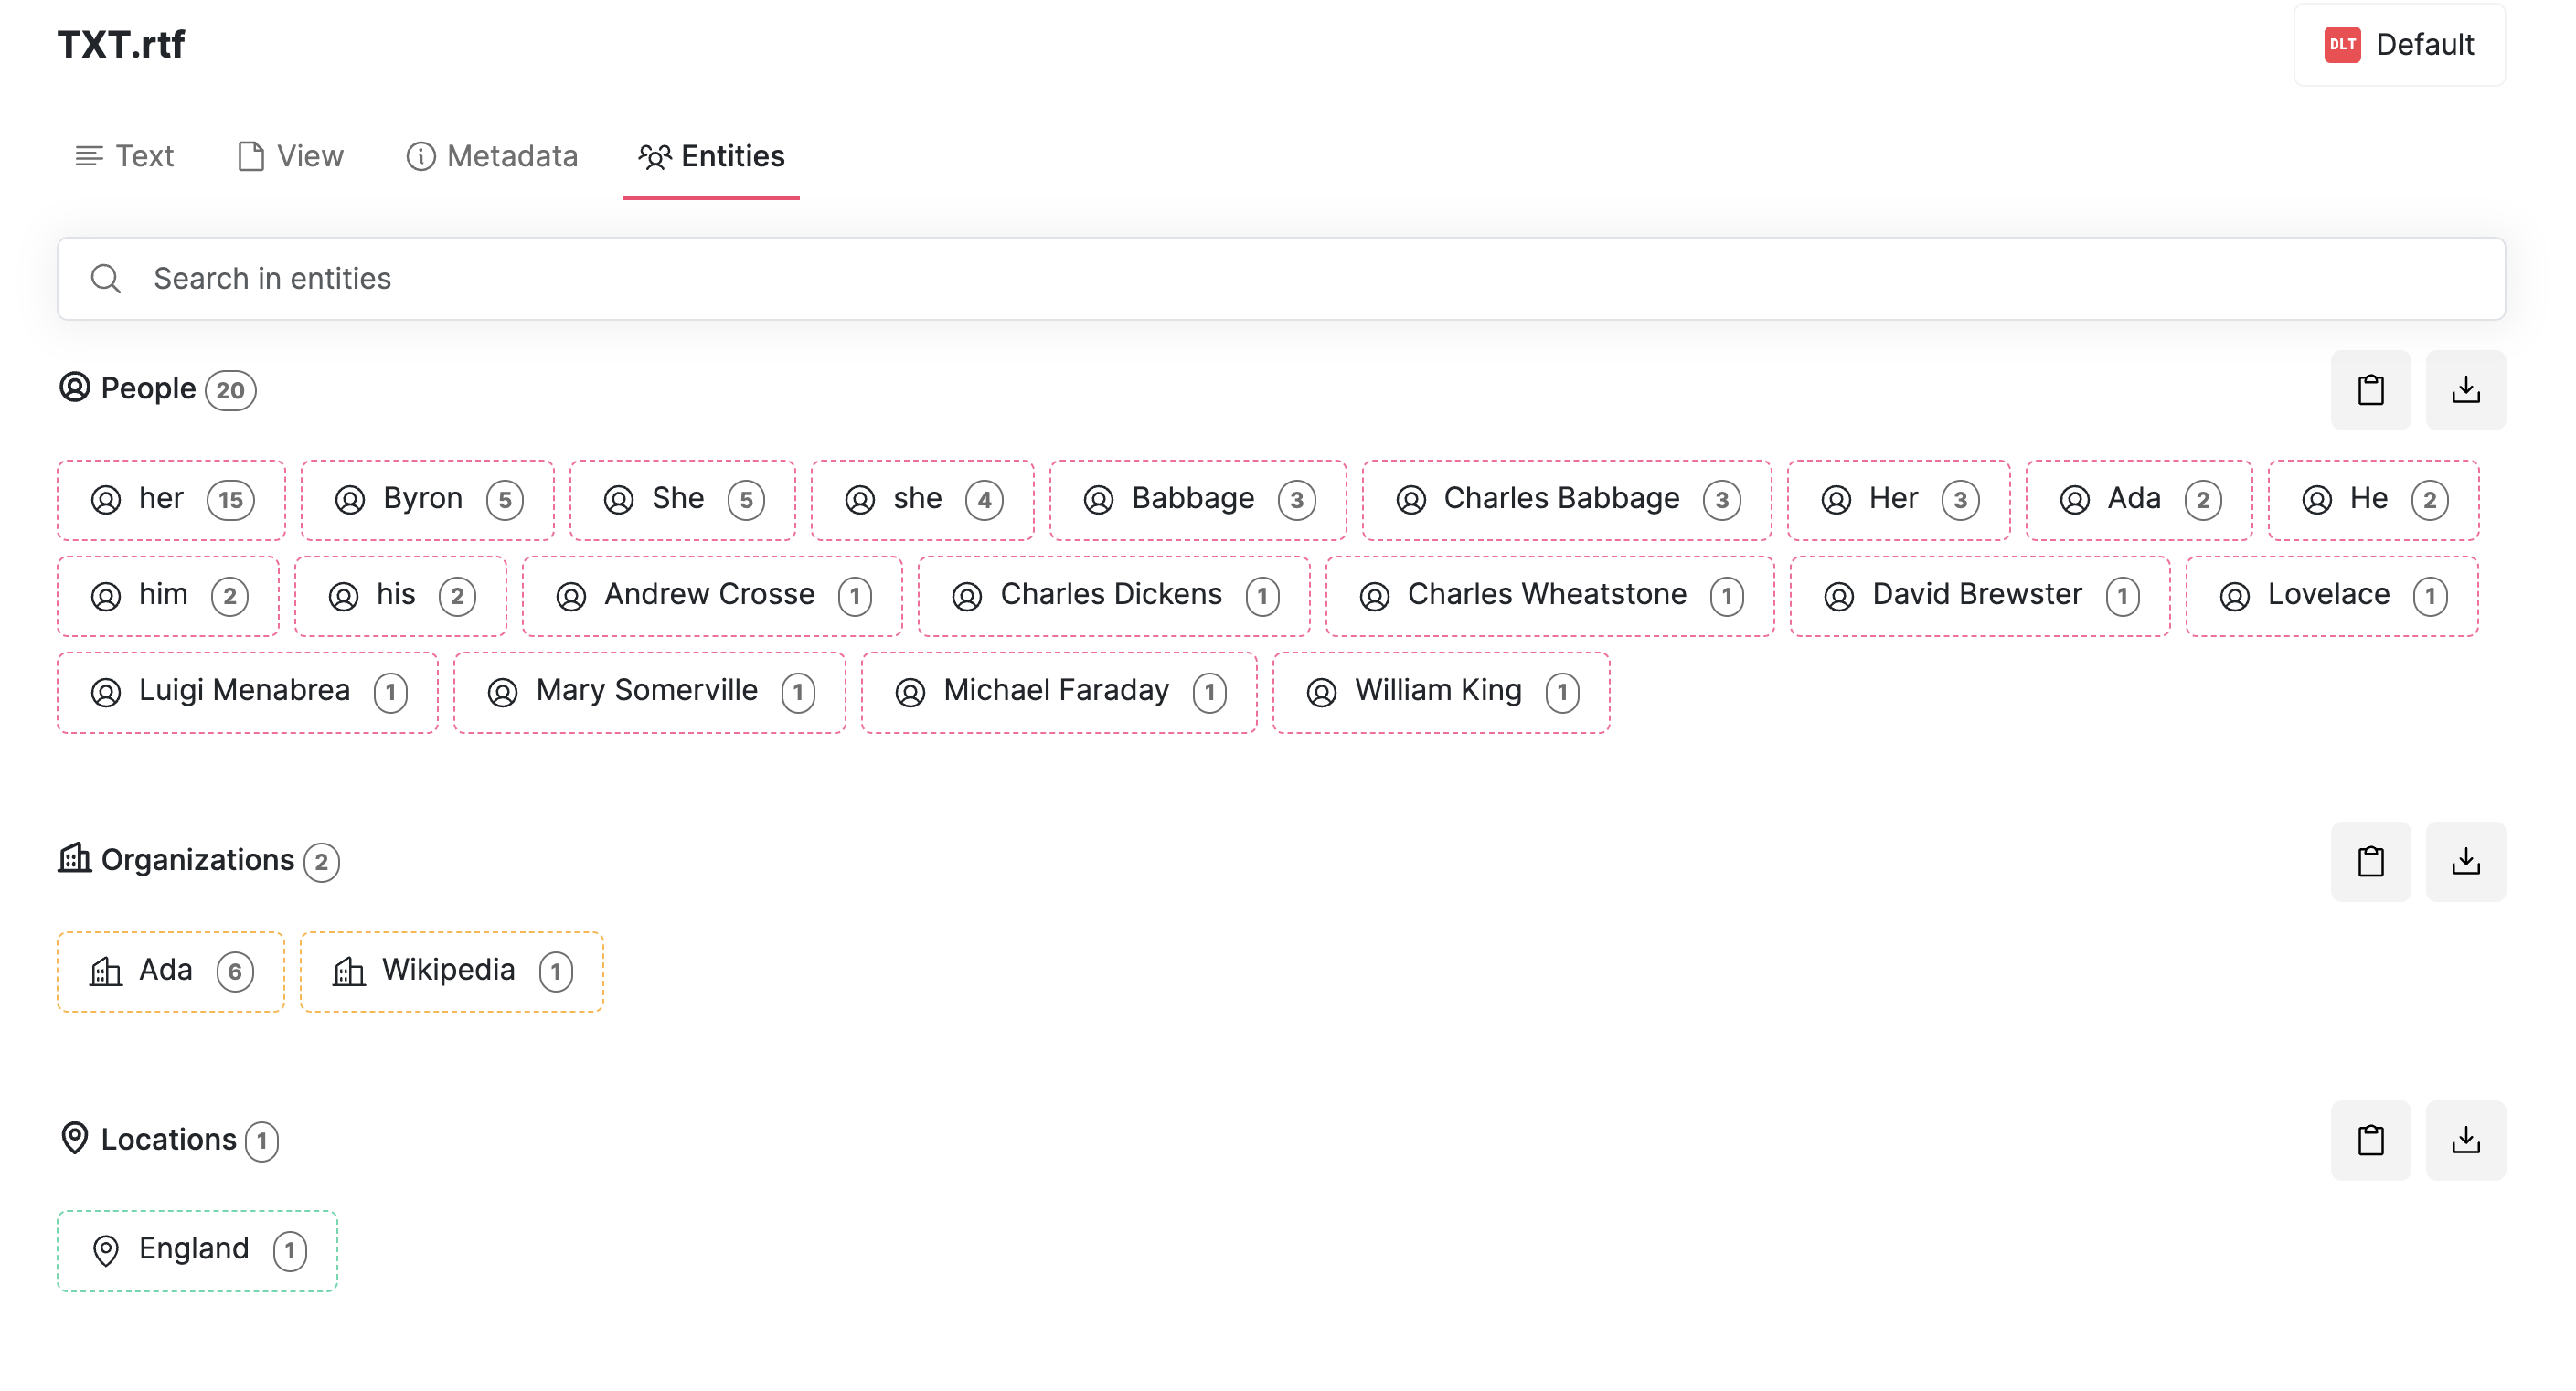 TXT.rtf
DLT Default
Text View Metadata Entities
Search in entities
People 20
her 15 Byron 5 She 5 she 4 Babbage 3 Charles Babbage 3 Her 3 Ada 2 He 2
him 2 his 2 Andrew Crosse 1 Charles Dickens 1 Charles Wheatstone 1 David Brewster 1 Lovelace 1
Luigi Menabrea 1 Mary Somerville 1 Michael Faraday 1 William King 1
Organizations 2
Ada 6 Wikipedia 1
Locations 1
England 1